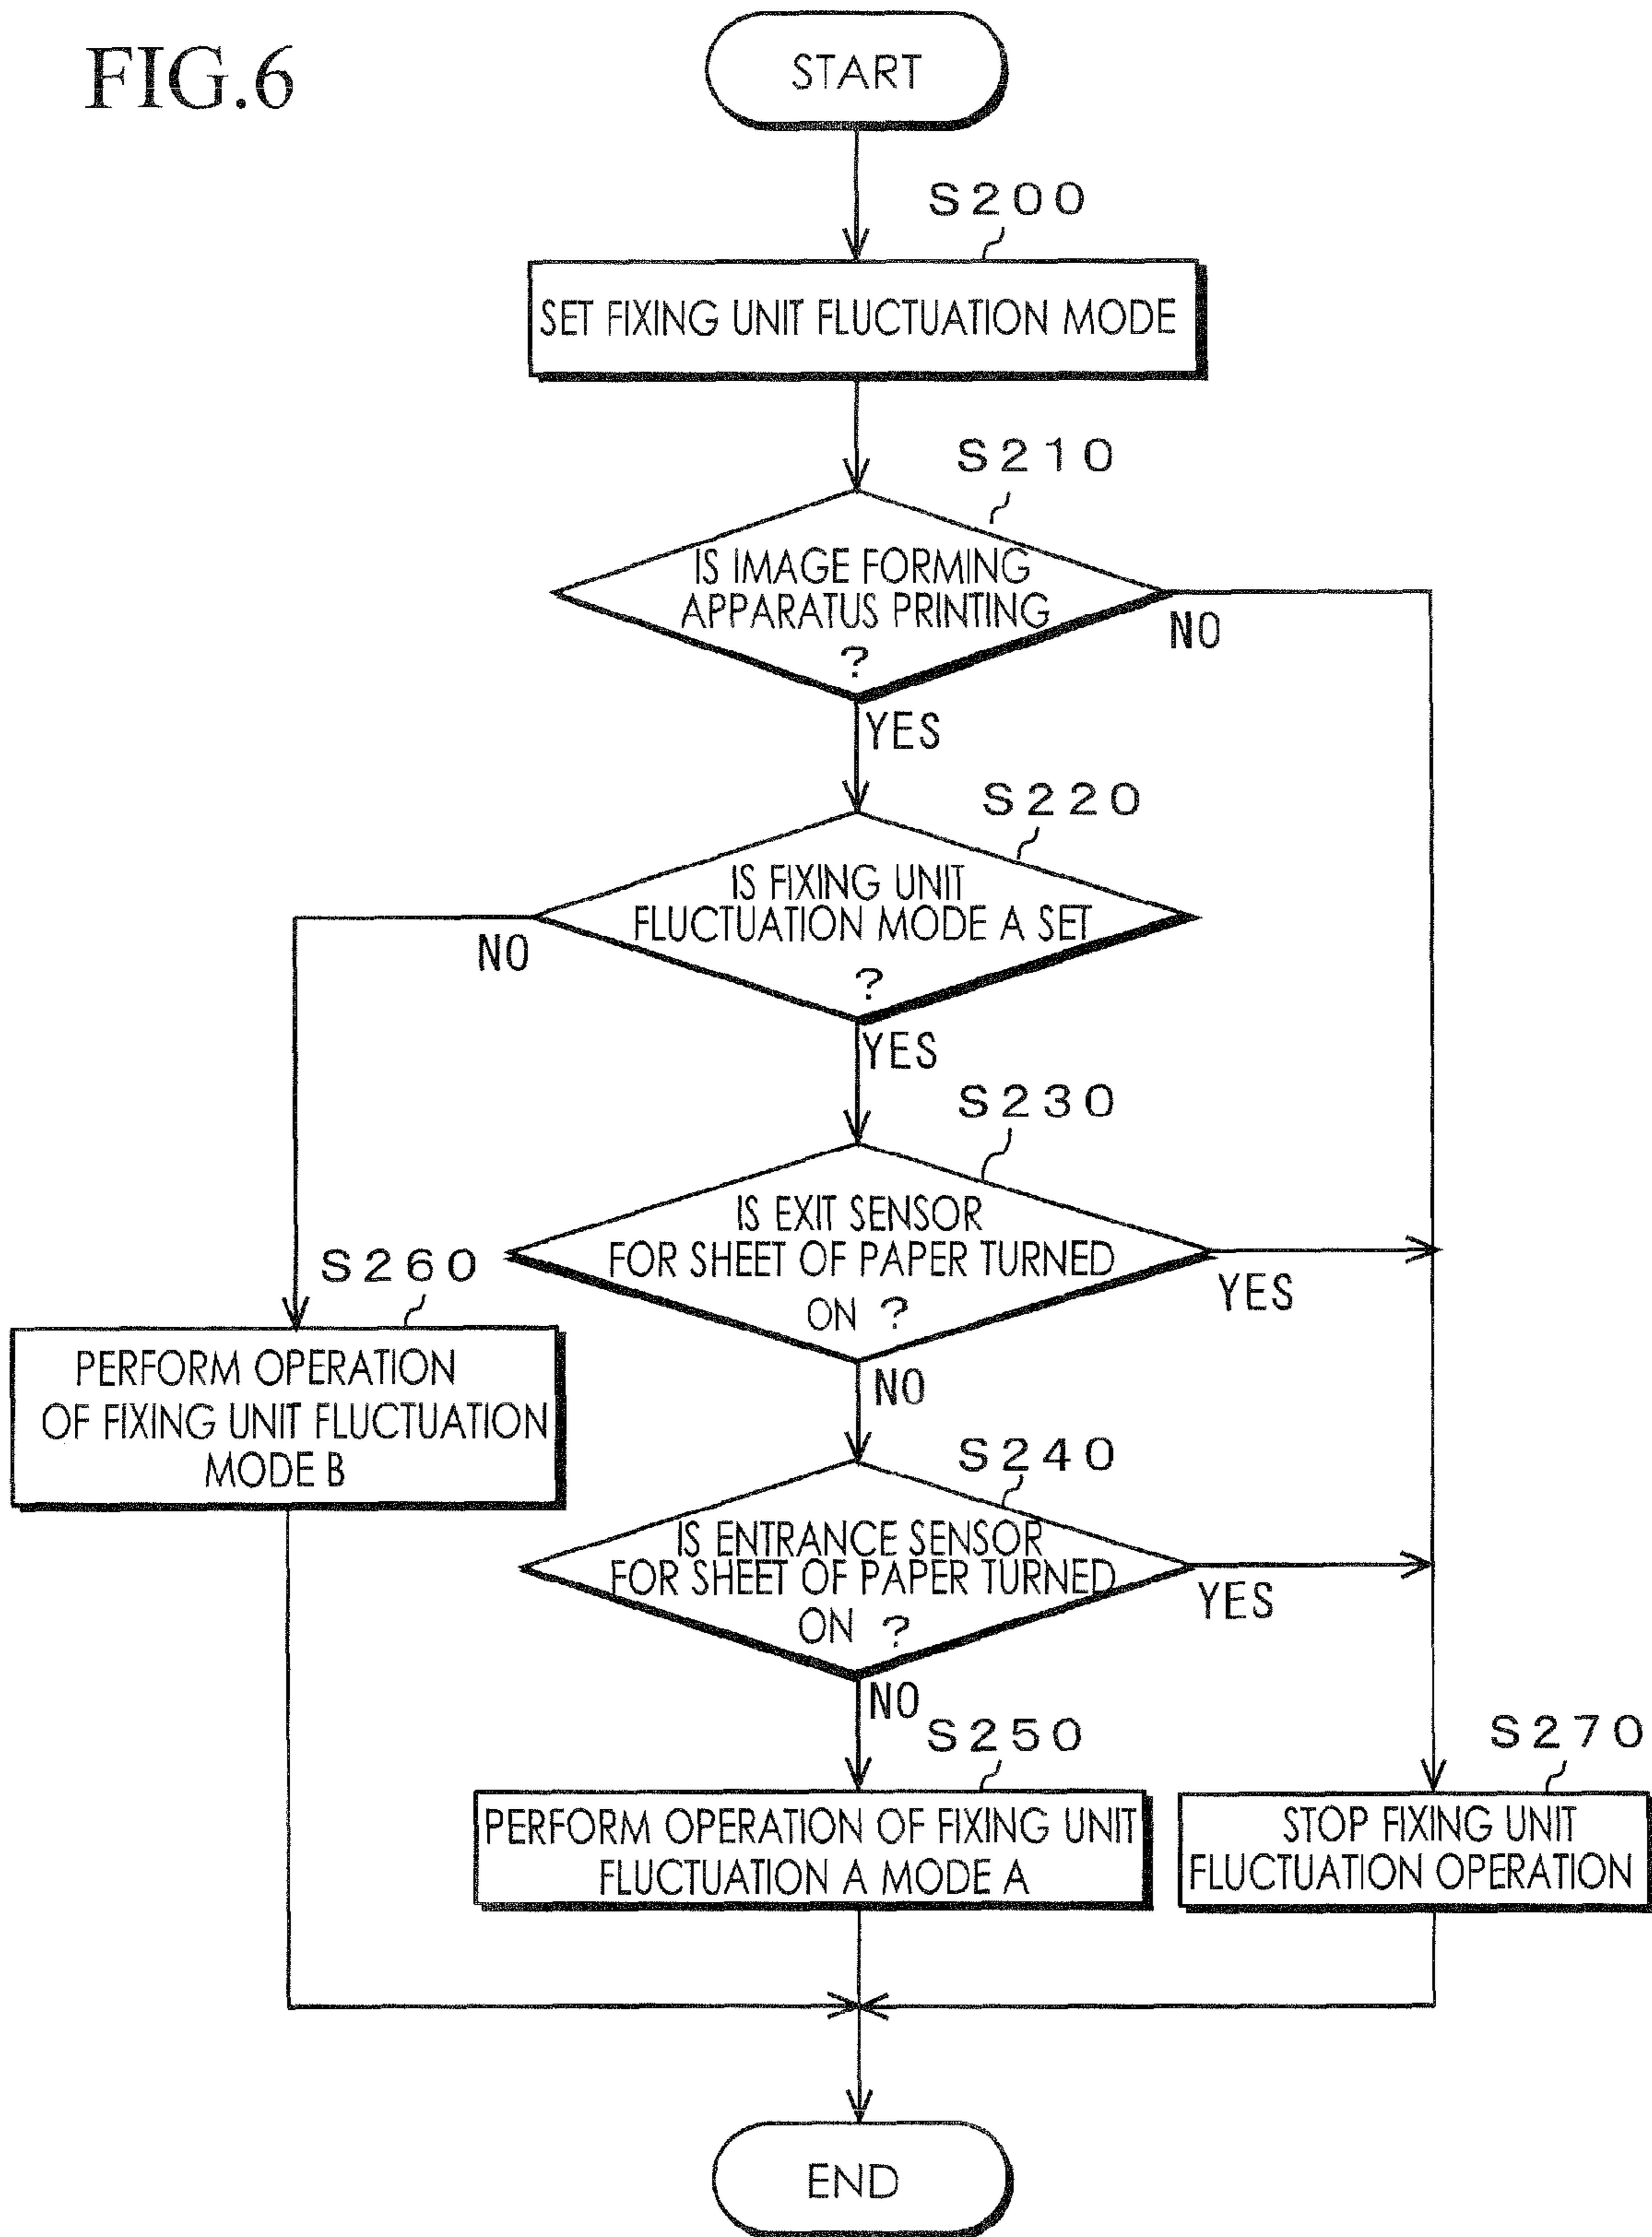 FIG.6
START
S200
SET FIXING UNIT FLUCTUATION MODE
S210
IS IMAGE FORMING
APPARATUS PRINTING
?
NO
YES
S220
IS FIXING UNIT
FLUCTUATION MODE A SET
?
NO
YES
S230
IS EXIT SENSOR
FOR SHEET OF PAPER TURNED
ON ?
YES
NO
S260
PERFORM OPERATION
OF FIXING UNIT FLUCTUATION
MODE B
S240
IS ENTRANCE SENSOR
FOR SHEET OF PAPER TURNED
ON ?
YES
NO
S250
PERFORM OPERATION OF FIXING UNIT
FLUCTUATION A MODE A
S270
STOP FIXING UNIT
FLUCTUATION OPERATION
END